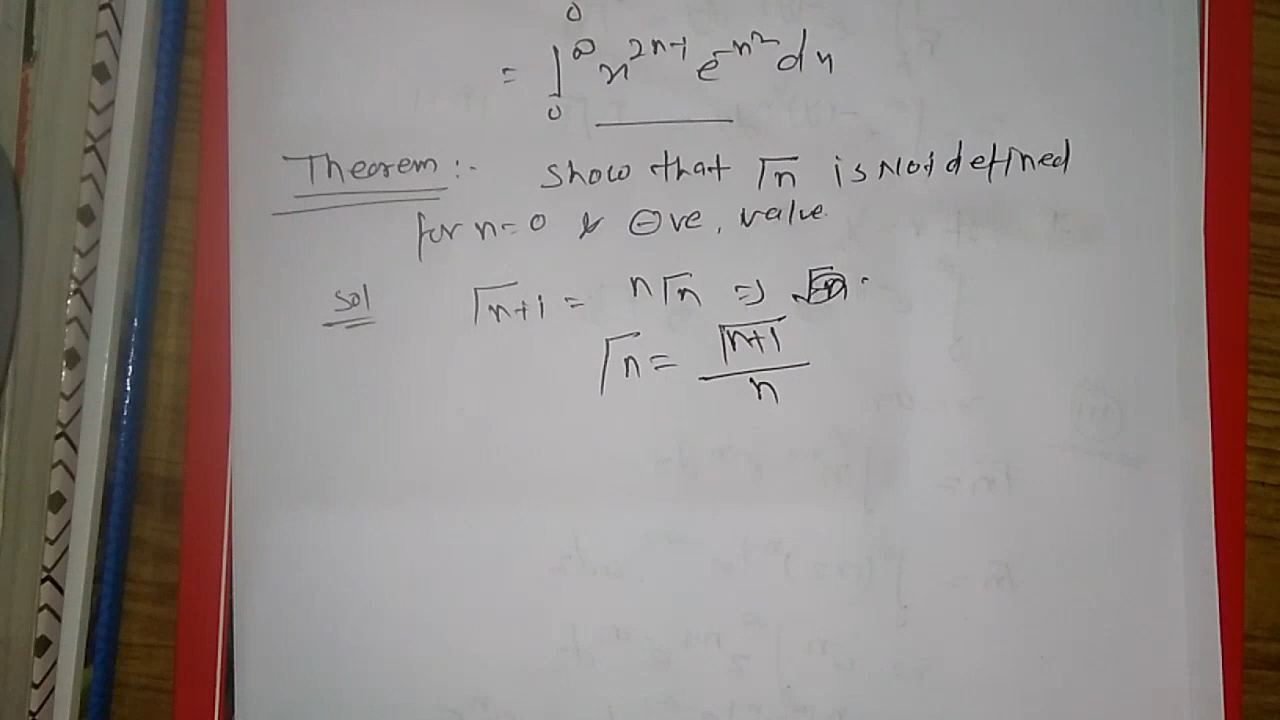 0
= ∫₀^∞ x^{2n-1} e^{-x²} dx
Theorem:- Show that Γn is Not defined
for n=0 & ⊖ve, value.
Sol Γn+1 = nΓn ⇒
Γn = Γn+1 / n